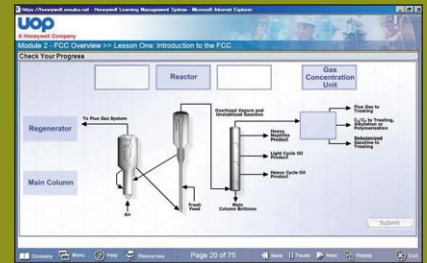 https://honeywell.onsuka.net - Honeywell Learning Management System - Microsoft Internet Explorer
uop
A Honeywell Company
Module 2 - FCC Overview >> Lesson One: Introduction to the FCC
Check Your Progress
Reactor
Gas
Concentration
Unit
Regenerator
Main Column
To Flue Gas System
Air
Fresh
Feed
Overhead Vapors and
Unstabilized Gasoline
Heavy
Naphtha
Product
Light Cycle Oil
Product
Heavy Cycle Oil
Product
Main
Column Bottoms
Flue Gas to
Treating
C₃/C₄ to Treating,
Alkylation or
Polymerization
Debutanized
Gasoline to
Treating
Submit
Glossary Menu Help Resources Page 20 of 75 Back Pause Next Replay Exit